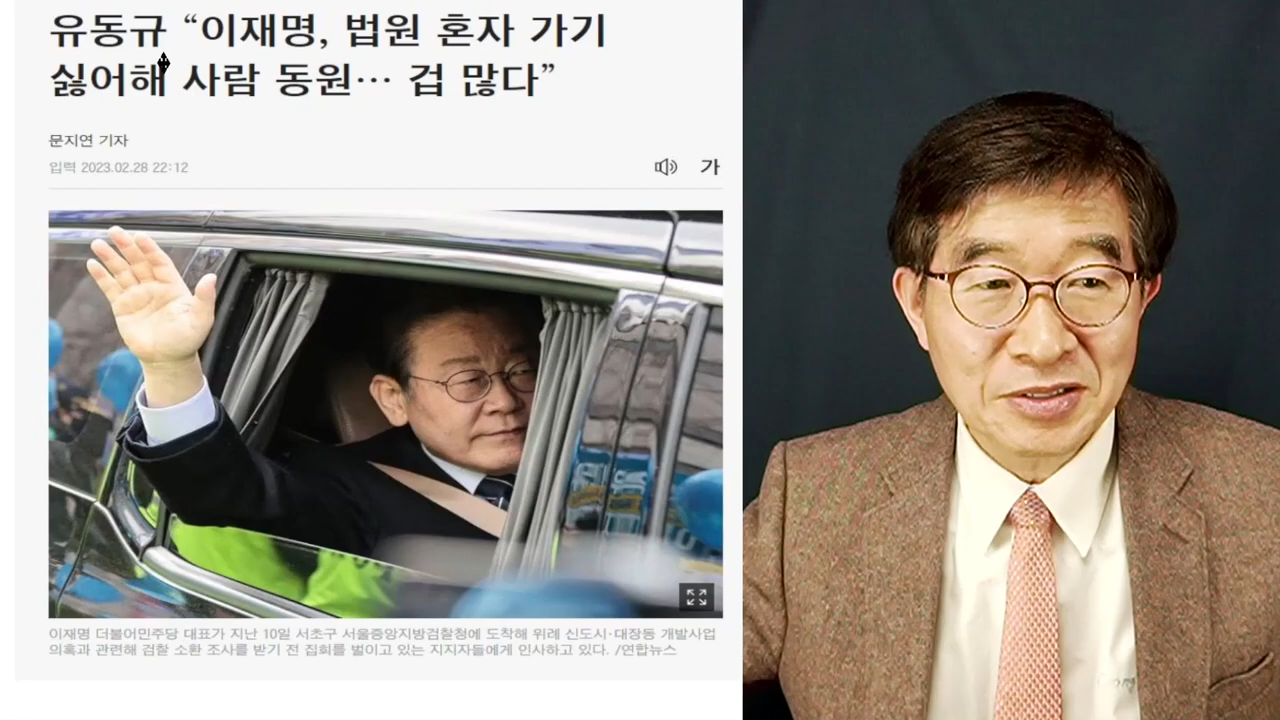 유동규 “이재명, 법원 혼자 가기
싫어해 사람 동원… 겁 많다”
문지연 기자
입력 2023.02.28 22:12
가
이재명 더불어민주당 대표가 지난 10일 서초구 서울중앙지방검찰청에 도착해 위례 신도시·대장동 개발사업
의혹과 관련해 검찰 소환 조사를 받기 전 집회를 벌이고 있는 지지자들에게 인사하고 있다. /연합뉴스